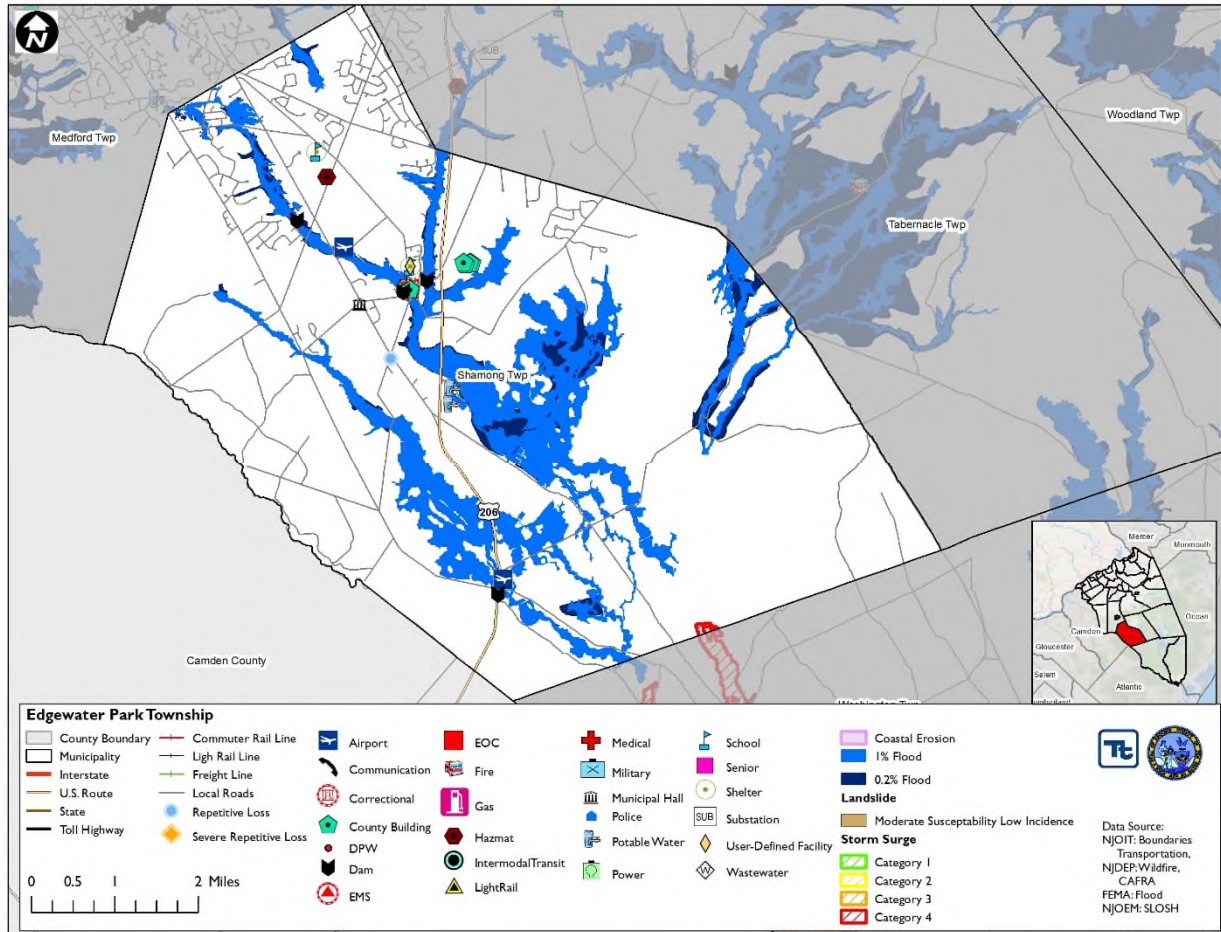 N
SUB
Medford Twp
Woodland Twp
Tabernacle Twp
Shamong Twp
206
Camden County
Mercer
Monmouth
Ocean
Camden
Gloucester
Salem
Atlantic
Edgewater Park Township
County Boundary
Municipality
Interstate
U.S. Route
State
Toll Highway
0 0.5 1 2 Miles
Commuter Rail Line
Ligh Rail Line
Freight Line
Local Roads
Repetitive Loss
Severe Repetitive Loss
Airport
Communication
Correctional
County Building
DPW
Dam
EMS
EOC
Fire
Gas
Hazmat
IntermodalTransit
LightRail
Medical
Military
Municipal Hall
Police
Potable Water
Power
School
Senior
Shelter
SUB Substation
User-Defined Facility
W Wastewater
Coastal Erosion
1% Flood
0.2% Flood
Landslide
Moderate Susceptability Low Incidence
Storm Surge
Category 1
Category 2
Category 3
Category 4
Tt
Data Source:
NJOIT: Boundaries
Transportation,
NJDEP: Wildfire,
CAFRA
FEMA: Flood
NJOEM: SLOSH